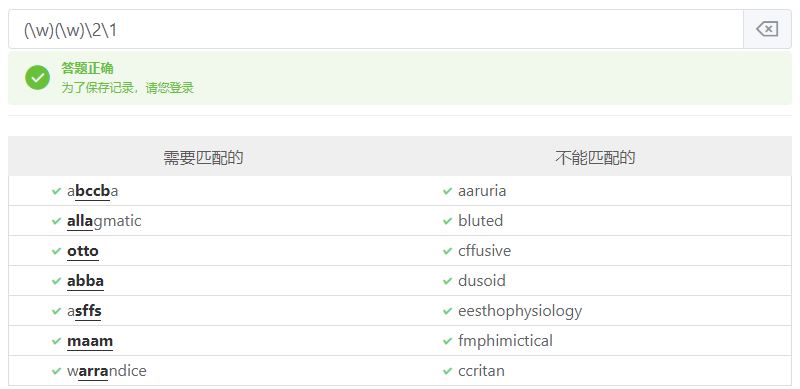 (\w)(\w)\2\1
答题正确
为了保存记录，请您登录
需要匹配的 不能匹配的
abccba aaruria
allagmatic bluted
otto cffusive
abba dusoid
asffs eesthophysiology
maam fmphimictical
warrandice ccritan